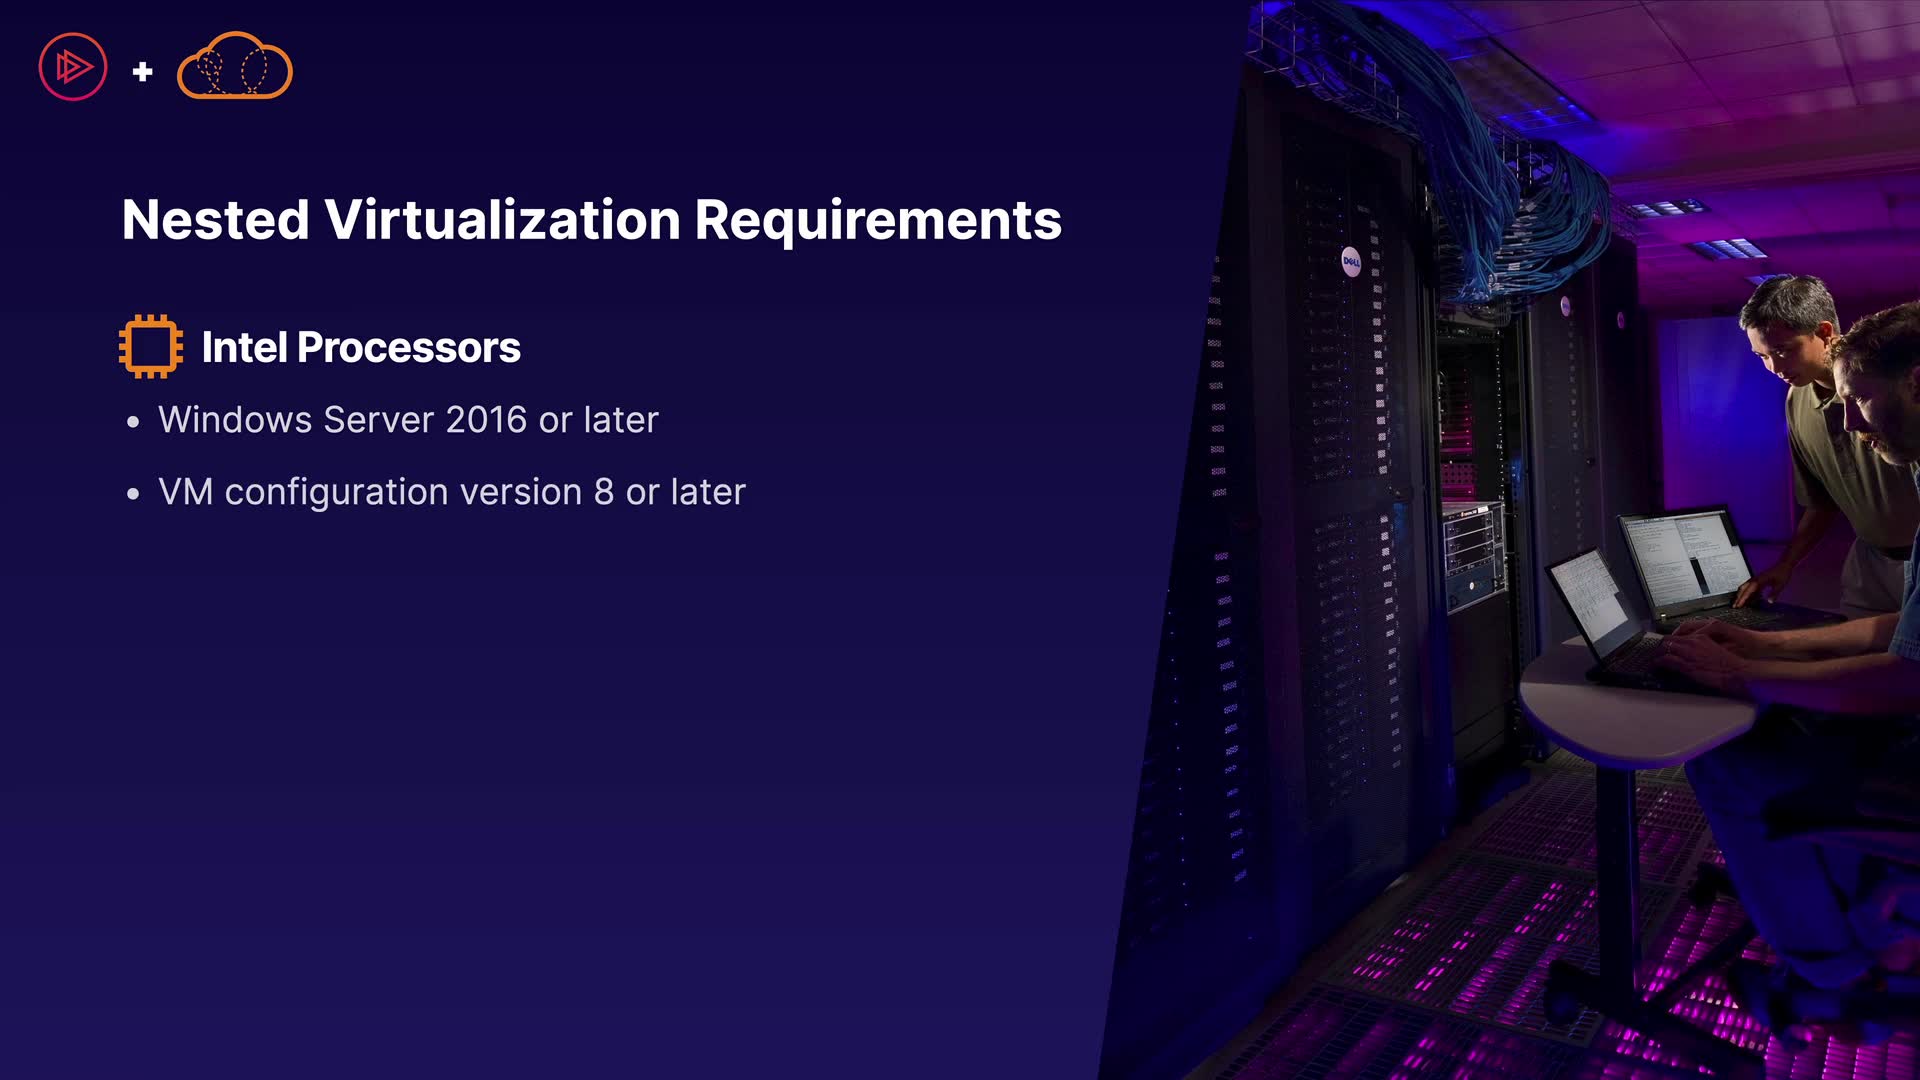 +
Nested Virtualization Requirements
Intel Processors
• Windows Server 2016 or later
• VM configuration version 8 or later
DELL